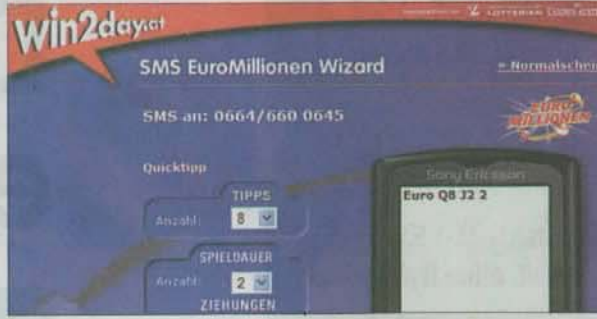 win2day.at
LOTTERIEN
SMS EuroMillionen Wizard
» Normalschein
SMS an: 0664/660 0645
EURO
MILLIONEN
Quicktipp
Sony Ericsson
TIPPS
Anzahl: 8
Euro Q8 J2 2
SPIELDAUER
Anzahl: 2
ZIEHUNGEN